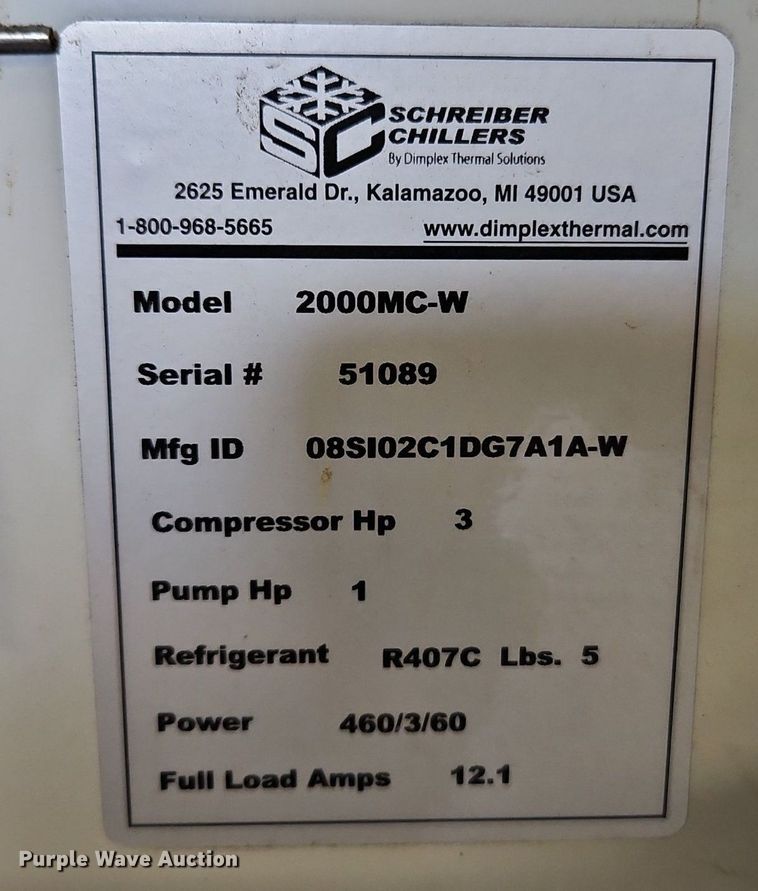 SC
SCHREIBER
CHILLERS
By Dimplex Thermal Solutions
2625 Emerald Dr., Kalamazoo, MI 49001 USA
1-800-968-5665 www.dimplexthermal.com
Model 2000MC-W
Serial # 51089
Mfg ID 08SI02C1DG7A1A-W
Compressor Hp 3
Pump Hp 1
Refrigerant R407C Lbs. 5
Power 460/3/60
Full Load Amps 12.1
Purple Wave Auction